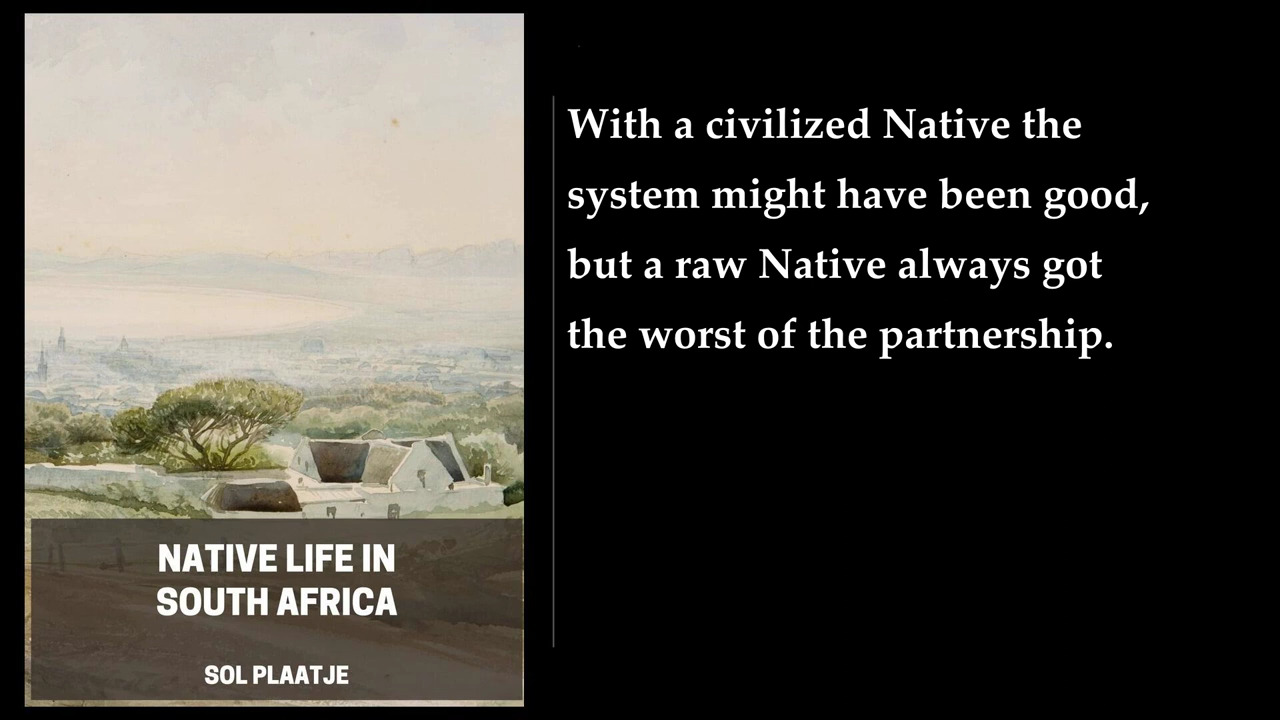 With a civilized Native the
system might have been good,
but a raw Native always got
the worst of the partnership.
NATIVE LIFE IN
SOUTH AFRICA
SOL PLAATJE